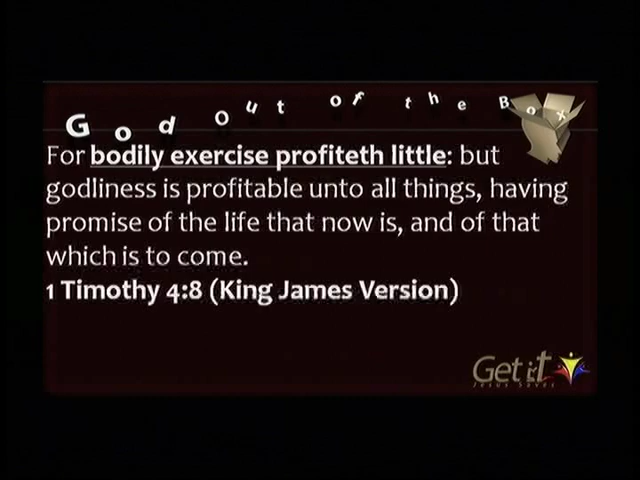 God Out of the Box
For bodily exercise profiteth little: but
godliness is profitable unto all things, having
promise of the life that now is, and of that
which is to come.
1 Timothy 4:8 (King James Version)
Get it
Jesus Saves